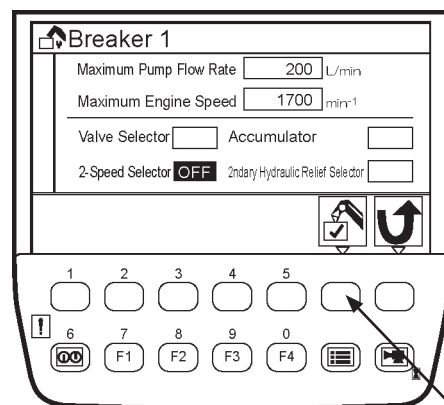 Breaker 1
Maximum Pump Flow Rate 200 L/min
Maximum Engine Speed 1700 min-1
Valve Selector Accumulator
2-Speed Selector OFF 2ndary Hydraulic Relief Selector
1 2 3 4 5
!
6 7 8 9 0
F1 F2 F3 F4